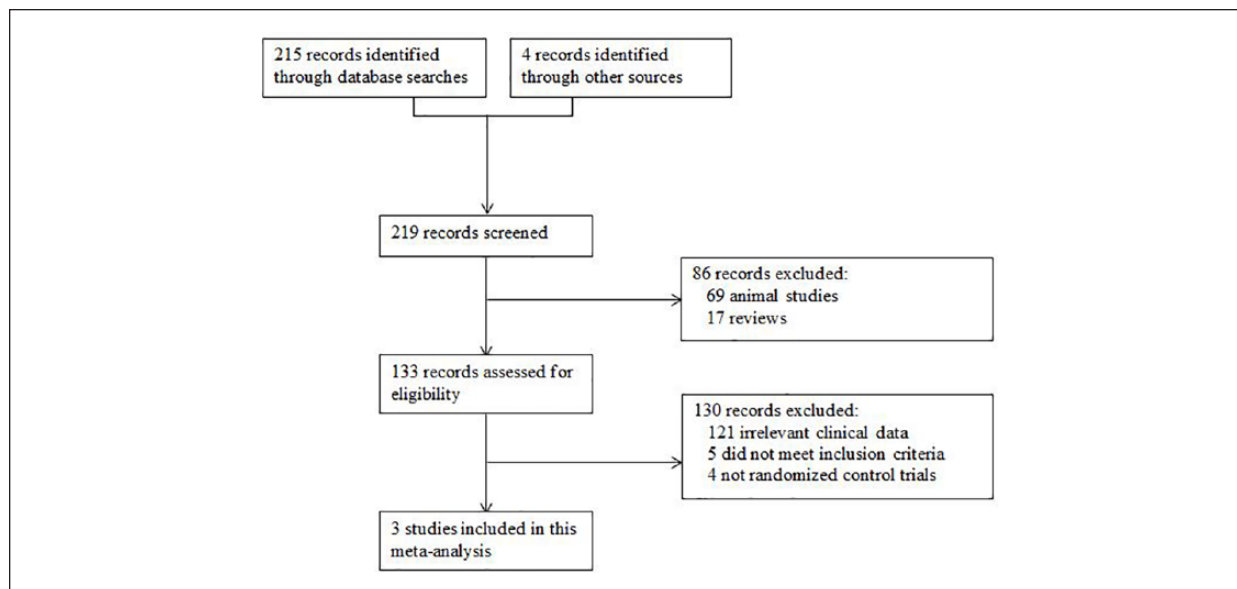 215 records identified
through database searches
4 records identified
through other sources
219 records screened
86 records excluded:
69 animal studies
17 reviews
133 records assessed for
eligibility
130 records excluded:
121 irrelevant clinical data
5 did not meet inclusion criteria
4 not randomized control trials
3 studies included in this
meta-analysis